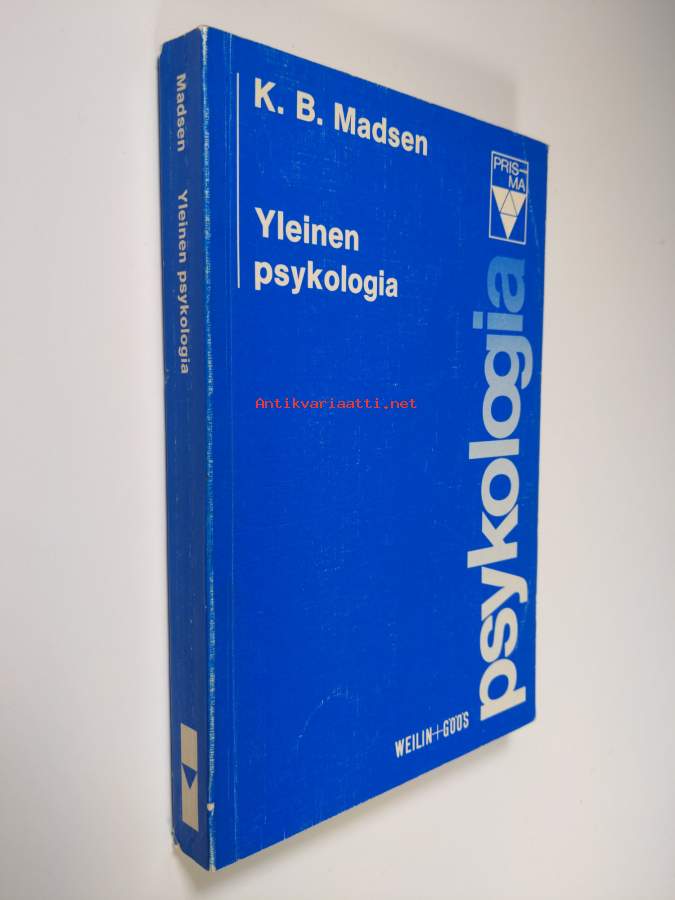 Madsen Yleinen psykologia
K. B. Madsen
Yleinen
psykologia
PRIS-
MA
psykologia
WEILIN+GÖÖS
Antikvariaatti.net